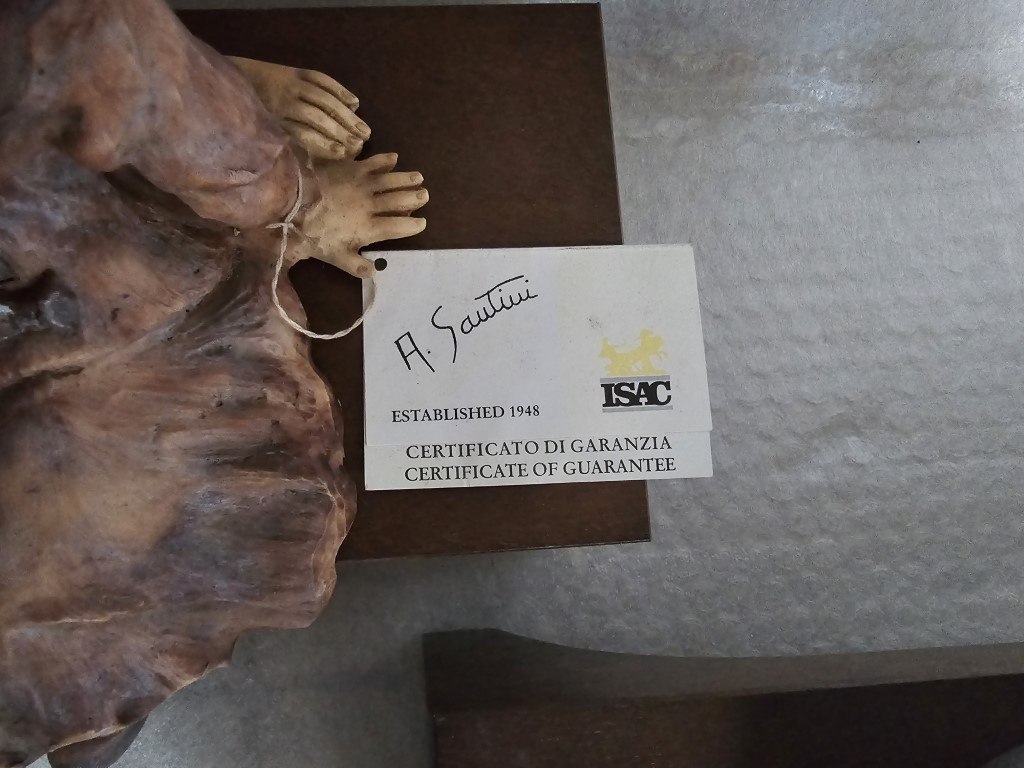 A. Santini
ISAC
ESTABLISHED 1948
CERTIFICATO DI GARANZIA
CERTIFICATE OF GUARANTEE